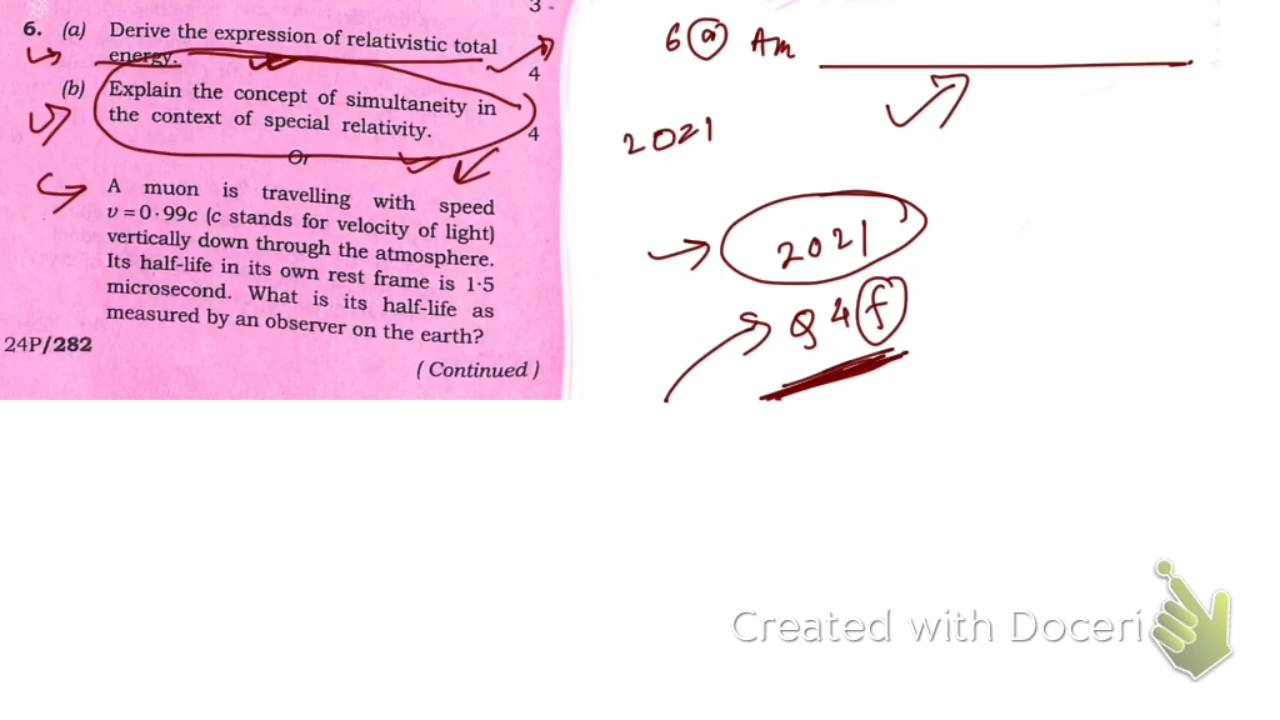 3 -
6. (a) Derive the expression of relativistic total
energy.
4
(b) Explain the concept of simultaneity in
the context of special relativity.
4
Or
A muon is travelling with speed
v = 0·99c (c stands for velocity of light)
vertically down through the atmosphere.
Its half-life in its own rest frame is 1·5
microsecond. What is its half-life as
measured by an observer on the earth?
24P/282
( Continued )
6 (a)
2021
2021
Q 4 (f)
Created with Doceri